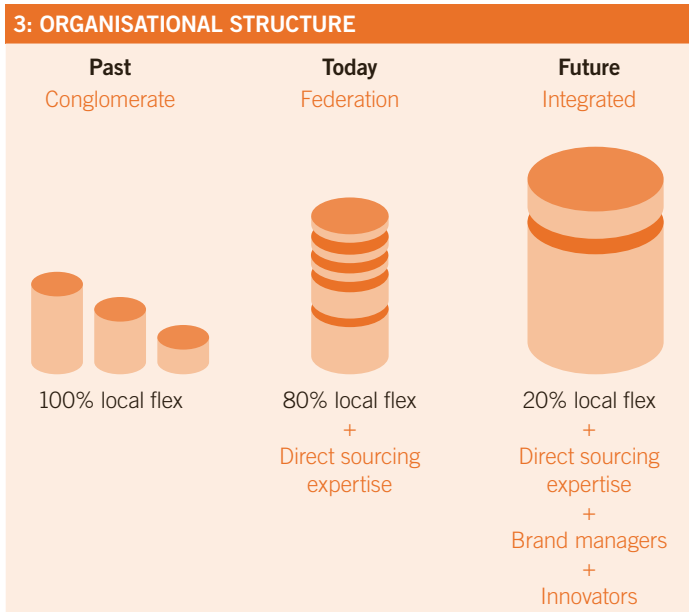 3: ORGANISATIONAL STRUCTURE
Past
Conglomerate
100% local flex
Today
Federation
80% local flex
+
Direct sourcing
expertise
Future
Integrated
20% local flex
+
Direct sourcing
expertise
+
Brand managers
+
Innovators